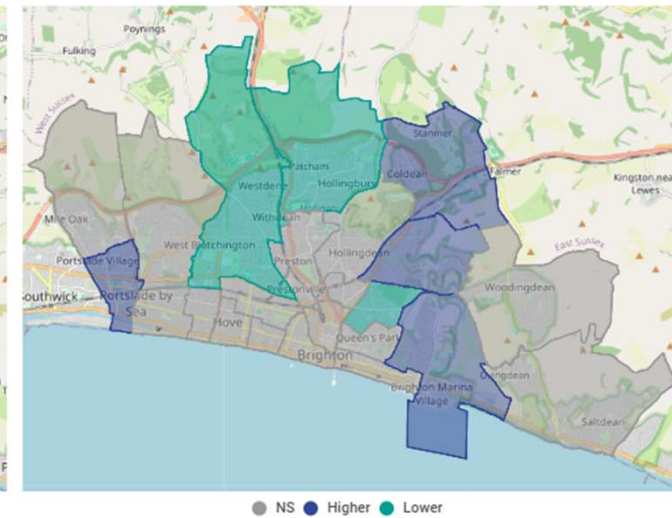 Poynings
Fulking
West Sussex
Stanmer
Patcham
Coldean
Falmer
Westdene
Hollingbury
Kingston near
Lewes
Mile Oak
Withdean
West Blatchington
Hollingdean
East Sussex
Portslade Village
Preston
Southwick
Portslade by
Sea
Prestonville
Woodingdean
Hove
Queen's Park
Brighton
Ovingdean
Brighton Marina
Village
Saltdean
NS
Higher
Lower